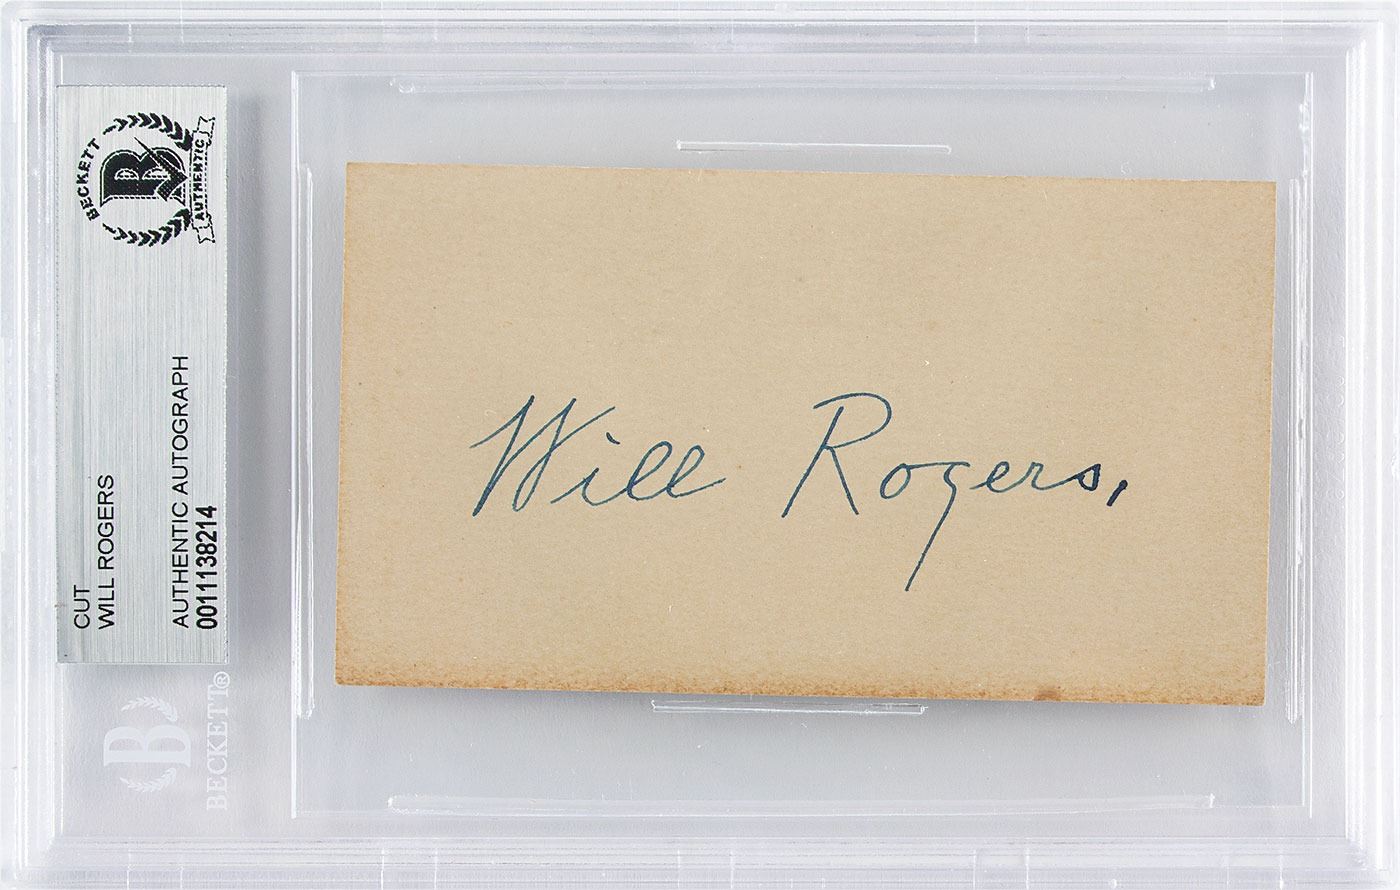 BECKETT
B
AUTHENTIC
CUT
WILL ROGERS
AUTHENTIC AUTOGRAPH
0011138214
B
BECKETT®
Will Rogers,